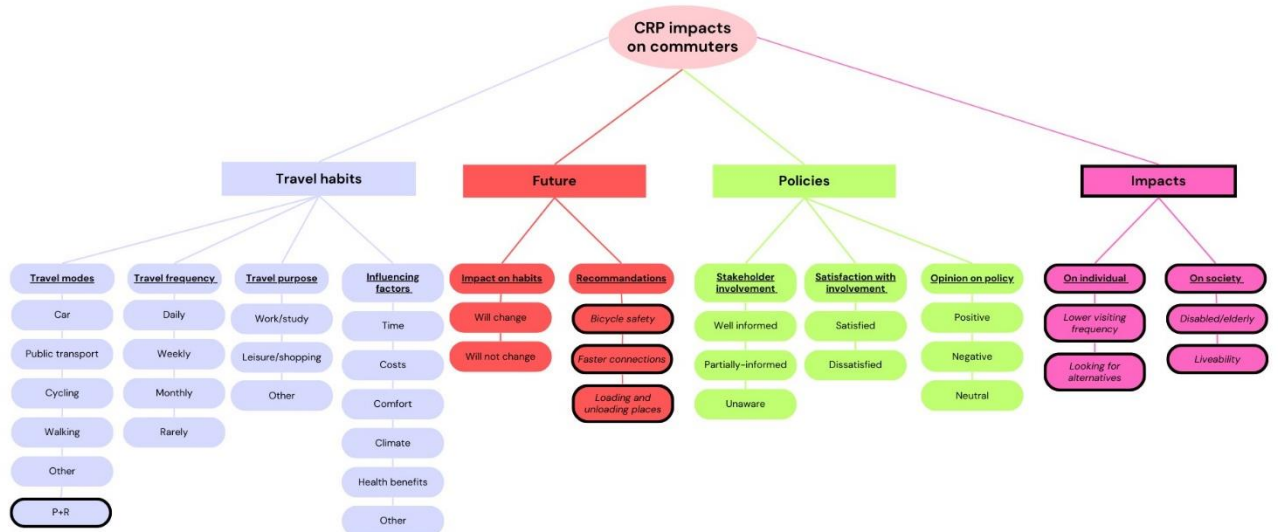 CRP impacts
on commuters
Travel habits
Future
Policies
Impacts
Travel modes
Car
Public transport
Cycling
Walking
Other
P+R
Travel frequency
Daily
Weekly
Monthly
Rarely
Travel purpose
Work/study
Leisure/shopping
Other
Influencing
factors
Time
Costs
Comfort
Climate
Health benefits
Other
Impact on habits
Will change
Will not change
Recommandations
Bicycle safety
Faster connections
Loading and
unloading places
Stakeholder
involvement
Well informed
Partially-informed
Unaware
Satisfaction with
involvement
Satisfied
Dissatisfied
Opinion on policy
Positive
Negative
Neutral
On individual
Lower visiting
frequency
Looking for
alternatives
On society
Disabled/elderly
Liveability